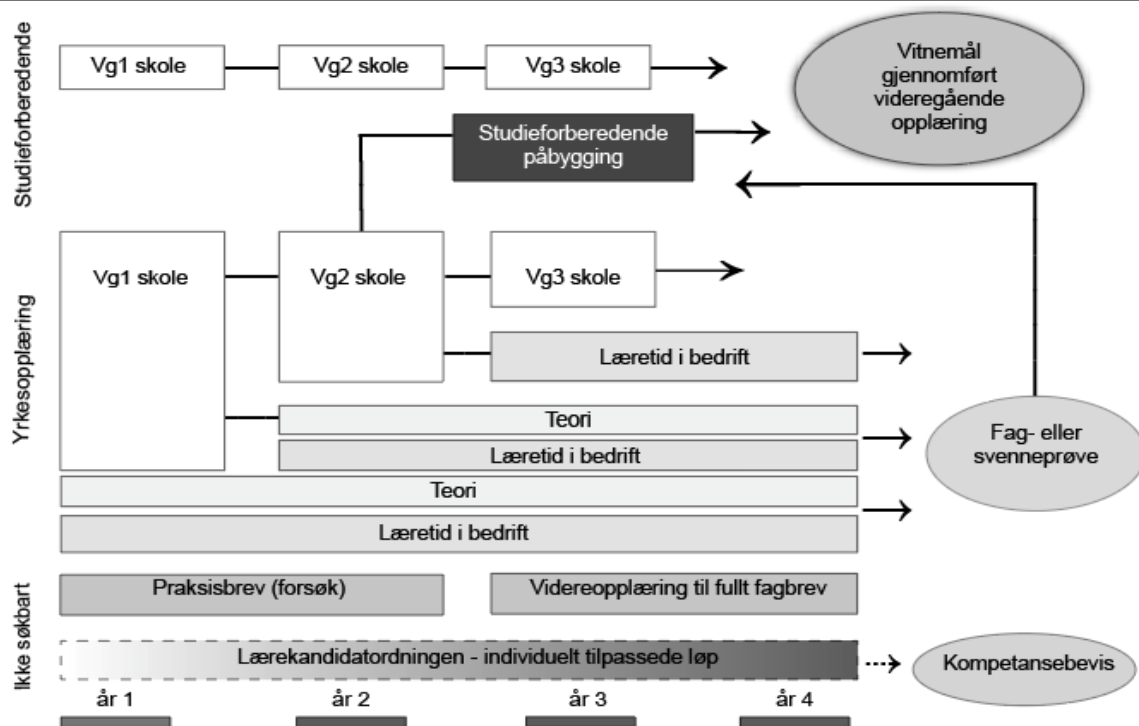 Studieforberedende
Vg1 skole
Vg2 skole
Vg3 skole
Vitnemål
gjennomført
videregående
opplæring
Studieforberedende
påbygging
Yrkesopplæring
Vg1 skole
Vg2 skole
Vg3 skole
Læretid i bedrift
Teori
Læretid i bedrift
Fag- eller
svenneprøve
Teori
Læretid i bedrift
Ikke søkbart
Praksisbrev (forsøk)
Videreopplæring til fullt fagbrev
Lærekandidatordningen - individuelt tilpassede løp
Kompetansebevis
år 1
år 2
år 3
år 4